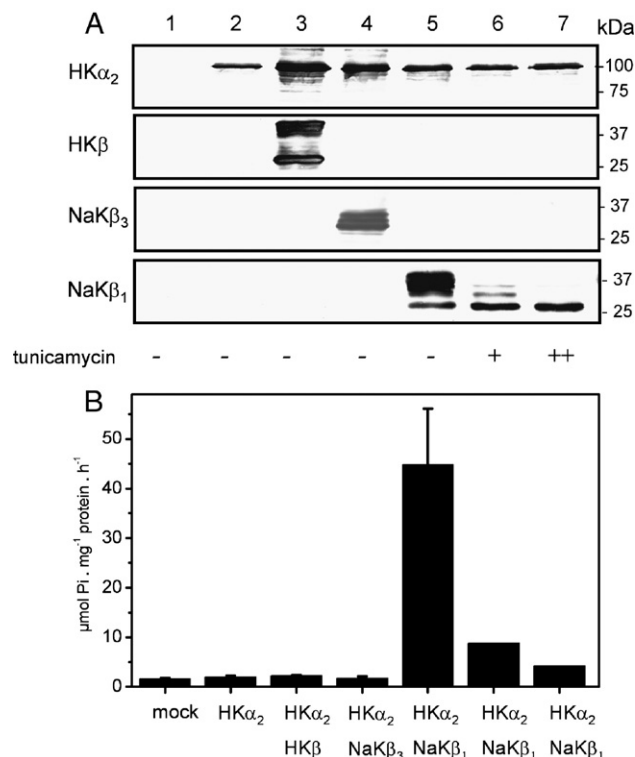 A 1 2 3 4 5 6 7 kDa
HKα₂ - 100
- 75
HKβ - 37
- 25
NaKβ₃ - 37
- 25
NaKβ₁ - 37
- 25
tunicamycin - - - - - + ++
B
µmol Pi . mg⁻¹ protein . h⁻¹
50
40
30
20
10
0
mock HKα₂ HKα₂ HKα₂ HKα₂ HKα₂ HKα₂
HKβ NaKβ₃ NaKβ₁ NaKβ₁ NaKβ₁